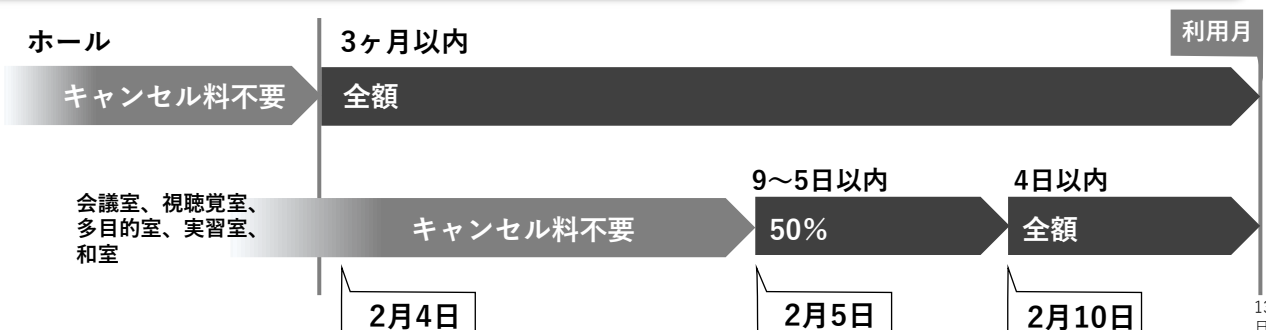 ホール
3ヶ月以内
利用月
キャンセル料不要
全額
会議室、視聴覚室、
多目的室、実習室、
和室
キャンセル料不要
9～5日以内
50%
4日以内
全額
2月4日
2月5日
2月10日